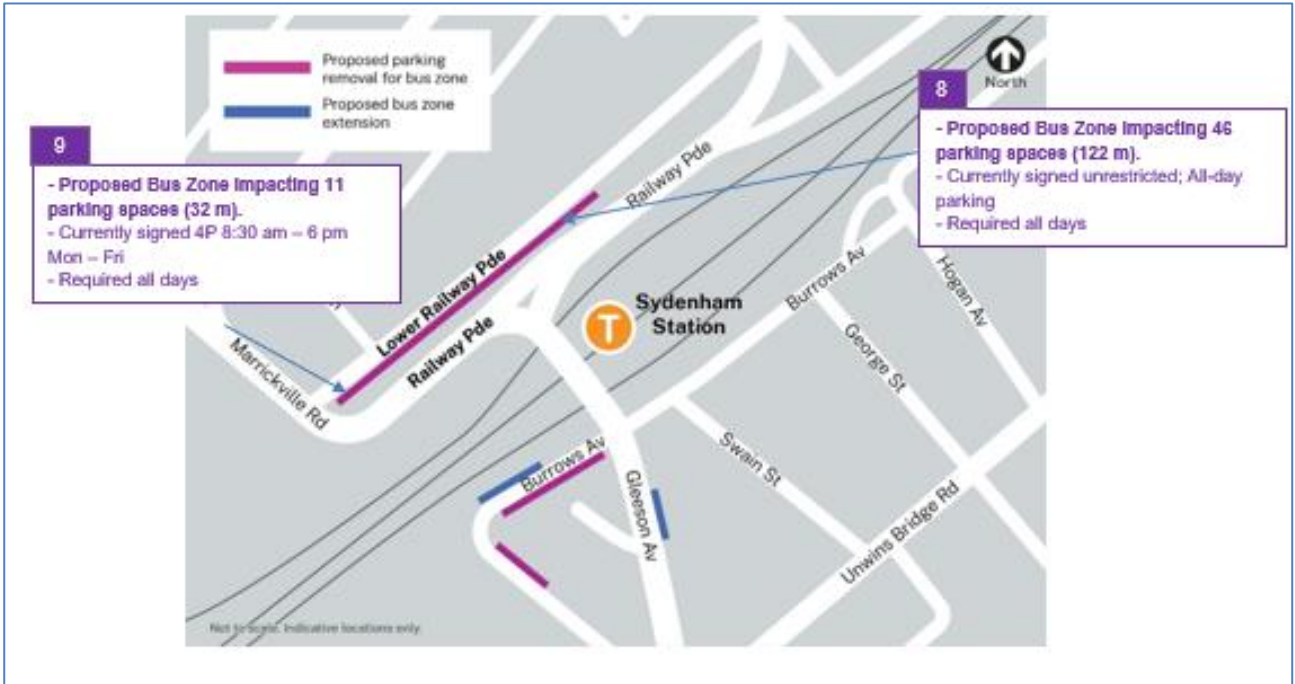 Proposed parking
removal for bus zone
Proposed bus zone
extension
North
8
- Proposed Bus Zone Impacting 46
parking spaces (122 m).
- Currently signed unrestricted; All-day
parking
- Required all days
9
- Proposed Bus Zone Impacting 11
parking spaces (32 m).
- Currently signed 4P 8:30 am – 6 pm
Mon – Fri
- Required all days
Railway Pde
Lower Railway Pde
Railway Pde
Marrickville Rd
T
Sydenham
Station
Burrows Av
Hogan Av
George St
Swain St
Burrows Av
Gleeson Av
Unwins Bridge Rd
Not to scale. Indicative locations only.